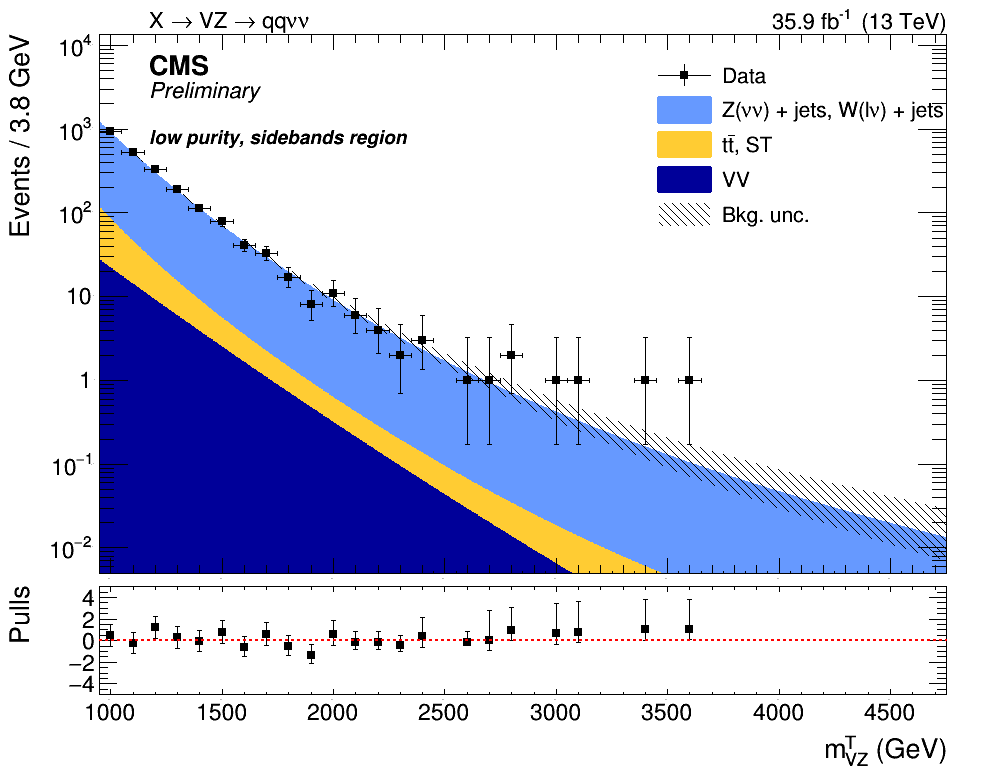 X → VZ → qqνν
35.9 fb⁻¹ (13 TeV)
CMS
Preliminary
low purity, sidebands region
Data
Z(νν) + jets, W(lν) + jets
tt̄, ST
VV
Bkg. unc.
Events / 3.8 GeV
10⁴
10³
10²
10
1
10⁻¹
10⁻²
Pulls
4
2
0
−2
−4
1000 1500 2000 2500 3000 3500 4000 4500
m^T_VZ (GeV)